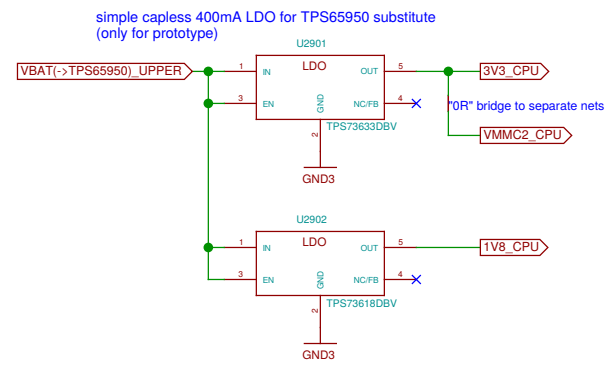 simple capless 400mA LDO for TPS65950 substitute
(only for prototype)
U2901
VBAT(->TPS65950)_UPPER
1
IN
LDO
OUT
5
3V3_CPU
3
EN
GND
NC/FB
4
"0R" bridge to separate nets
TPS73633DBV
2
VMMC2_CPU
GND3
U2902
1
IN
LDO
OUT
5
1V8_CPU
3
EN
GND
NC/FB
4
TPS73618DBV
2
GND3